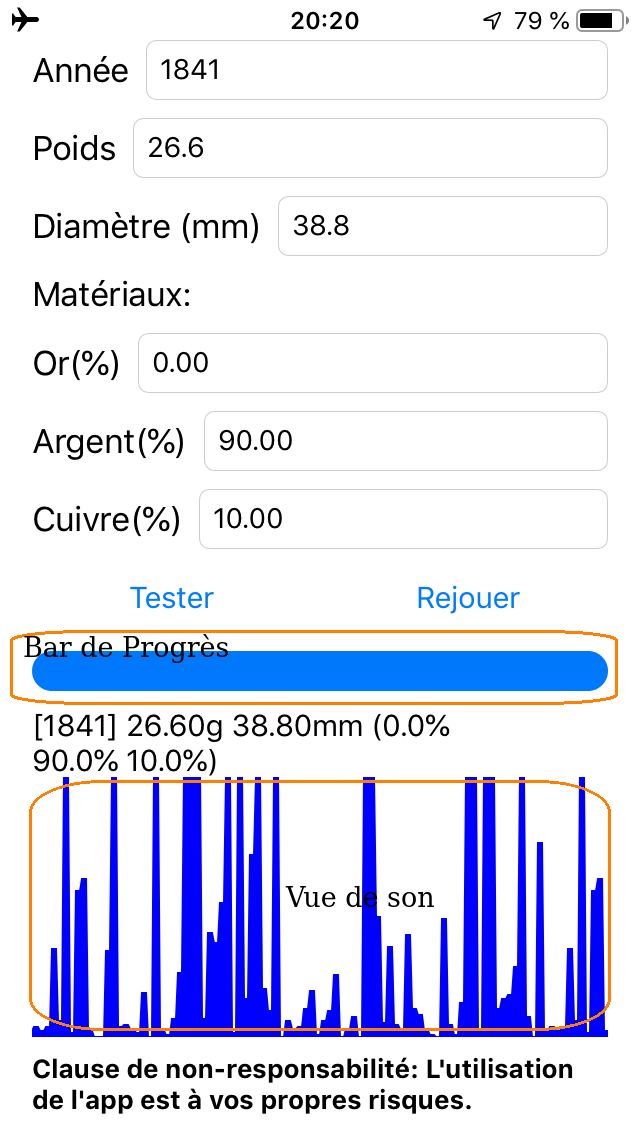 20:20 79 %
Année 1841
Poids 26.6
Diamètre (mm) 38.8
Matériaux:
Or(%) 0.00
Argent(%) 90.00
Cuivre(%) 10.00
Tester Rejouer
Bar de Progrès
[1841] 26.60g 38.80mm (0.0%
90.0% 10.0%)
Vue de son
Clause de non-responsabilité: L'utilisation
de l'app est à vos propres risques.